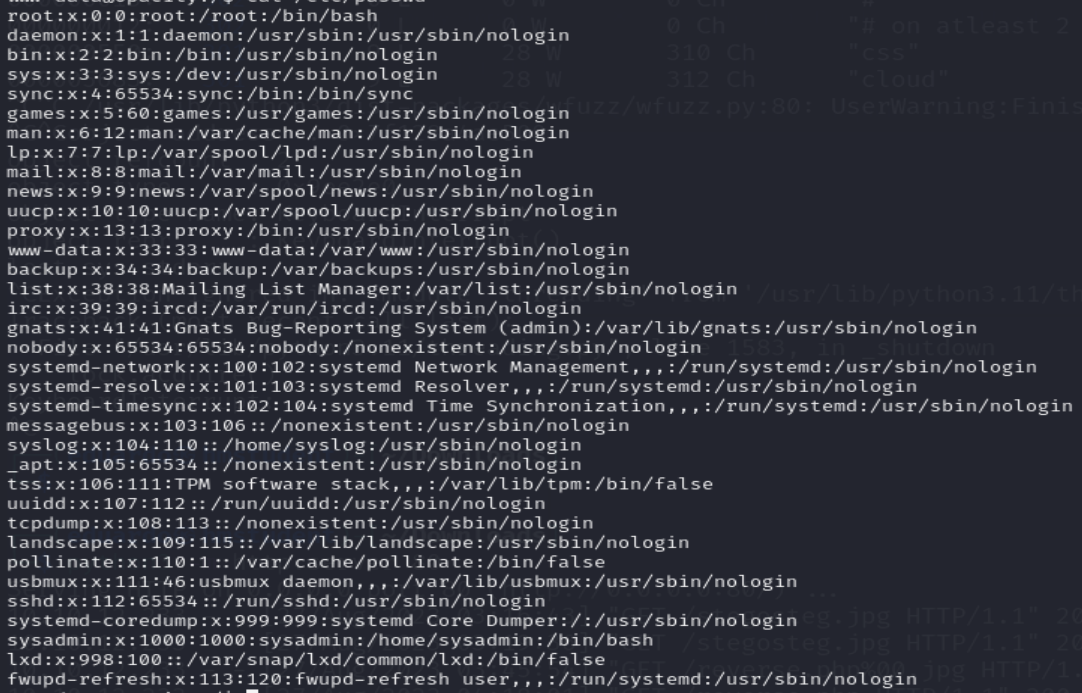 root:x:0:0:root:/root:/bin/bash
daemon:x:1:1:daemon:/usr/sbin:/usr/sbin/nologin
bin:x:2:2:bin:/bin:/usr/sbin/nologin
sys:x:3:3:sys:/dev:/usr/sbin/nologin
sync:x:4:65534:sync:/bin:/bin/sync
games:x:5:60:games:/usr/games:/usr/sbin/nologin
man:x:6:12:man:/var/cache/man:/usr/sbin/nologin
lp:x:7:7:lp:/var/spool/lpd:/usr/sbin/nologin
mail:x:8:8:mail:/var/mail:/usr/sbin/nologin
news:x:9:9:news:/var/spool/news:/usr/sbin/nologin
uucp:x:10:10:uucp:/var/spool/uucp:/usr/sbin/nologin
proxy:x:13:13:proxy:/bin:/usr/sbin/nologin
www-data:x:33:33:www-data:/var/www:/usr/sbin/nologin
backup:x:34:34:backup:/var/backups:/usr/sbin/nologin
list:x:38:38:Mailing List Manager:/var/list:/usr/sbin/nologin
irc:x:39:39:ircd:/var/run/ircd:/usr/sbin/nologin
gnats:x:41:41:Gnats Bug-Reporting System (admin):/var/lib/gnats:/usr/sbin/nologin
nobody:x:65534:65534:nobody:/nonexistent:/usr/sbin/nologin
systemd-network:x:100:102:systemd Network Management,,,:/run/systemd:/usr/sbin/nologin
systemd-resolve:x:101:103:systemd Resolver,,,:/run/systemd:/usr/sbin/nologin
systemd-timesync:x:102:104:systemd Time Synchronization,,,:/run/systemd:/usr/sbin/nologin
messagebus:x:103:106::/nonexistent:/usr/sbin/nologin
syslog:x:104:110::/home/syslog:/usr/sbin/nologin
_apt:x:105:65534::/nonexistent:/usr/sbin/nologin
tss:x:106:111:TPM software stack,,,:/var/lib/tpm:/bin/false
uuidd:x:107:112::/run/uuidd:/usr/sbin/nologin
tcpdump:x:108:113::/nonexistent:/usr/sbin/nologin
landscape:x:109:115::/var/lib/landscape:/usr/sbin/nologin
pollinate:x:110:1::/var/cache/pollinate:/bin/false
usbmux:x:111:46:usbmux daemon,,,:/var/lib/usbmux:/usr/sbin/nologin
sshd:x:112:65534::/run/sshd:/usr/sbin/nologin
systemd-coredump:x:999:999:systemd Core Dumper:/:/usr/sbin/nologin
sysadmin:x:1000:1000:sysadmin:/home/sysadmin:/bin/bash
lxd:x:998:100::/var/snap/lxd/common/lxd:/bin/false
fwupd-refresh:x:113:120:fwupd-refresh user,,,:/run/systemd:/usr/sbin/nologin